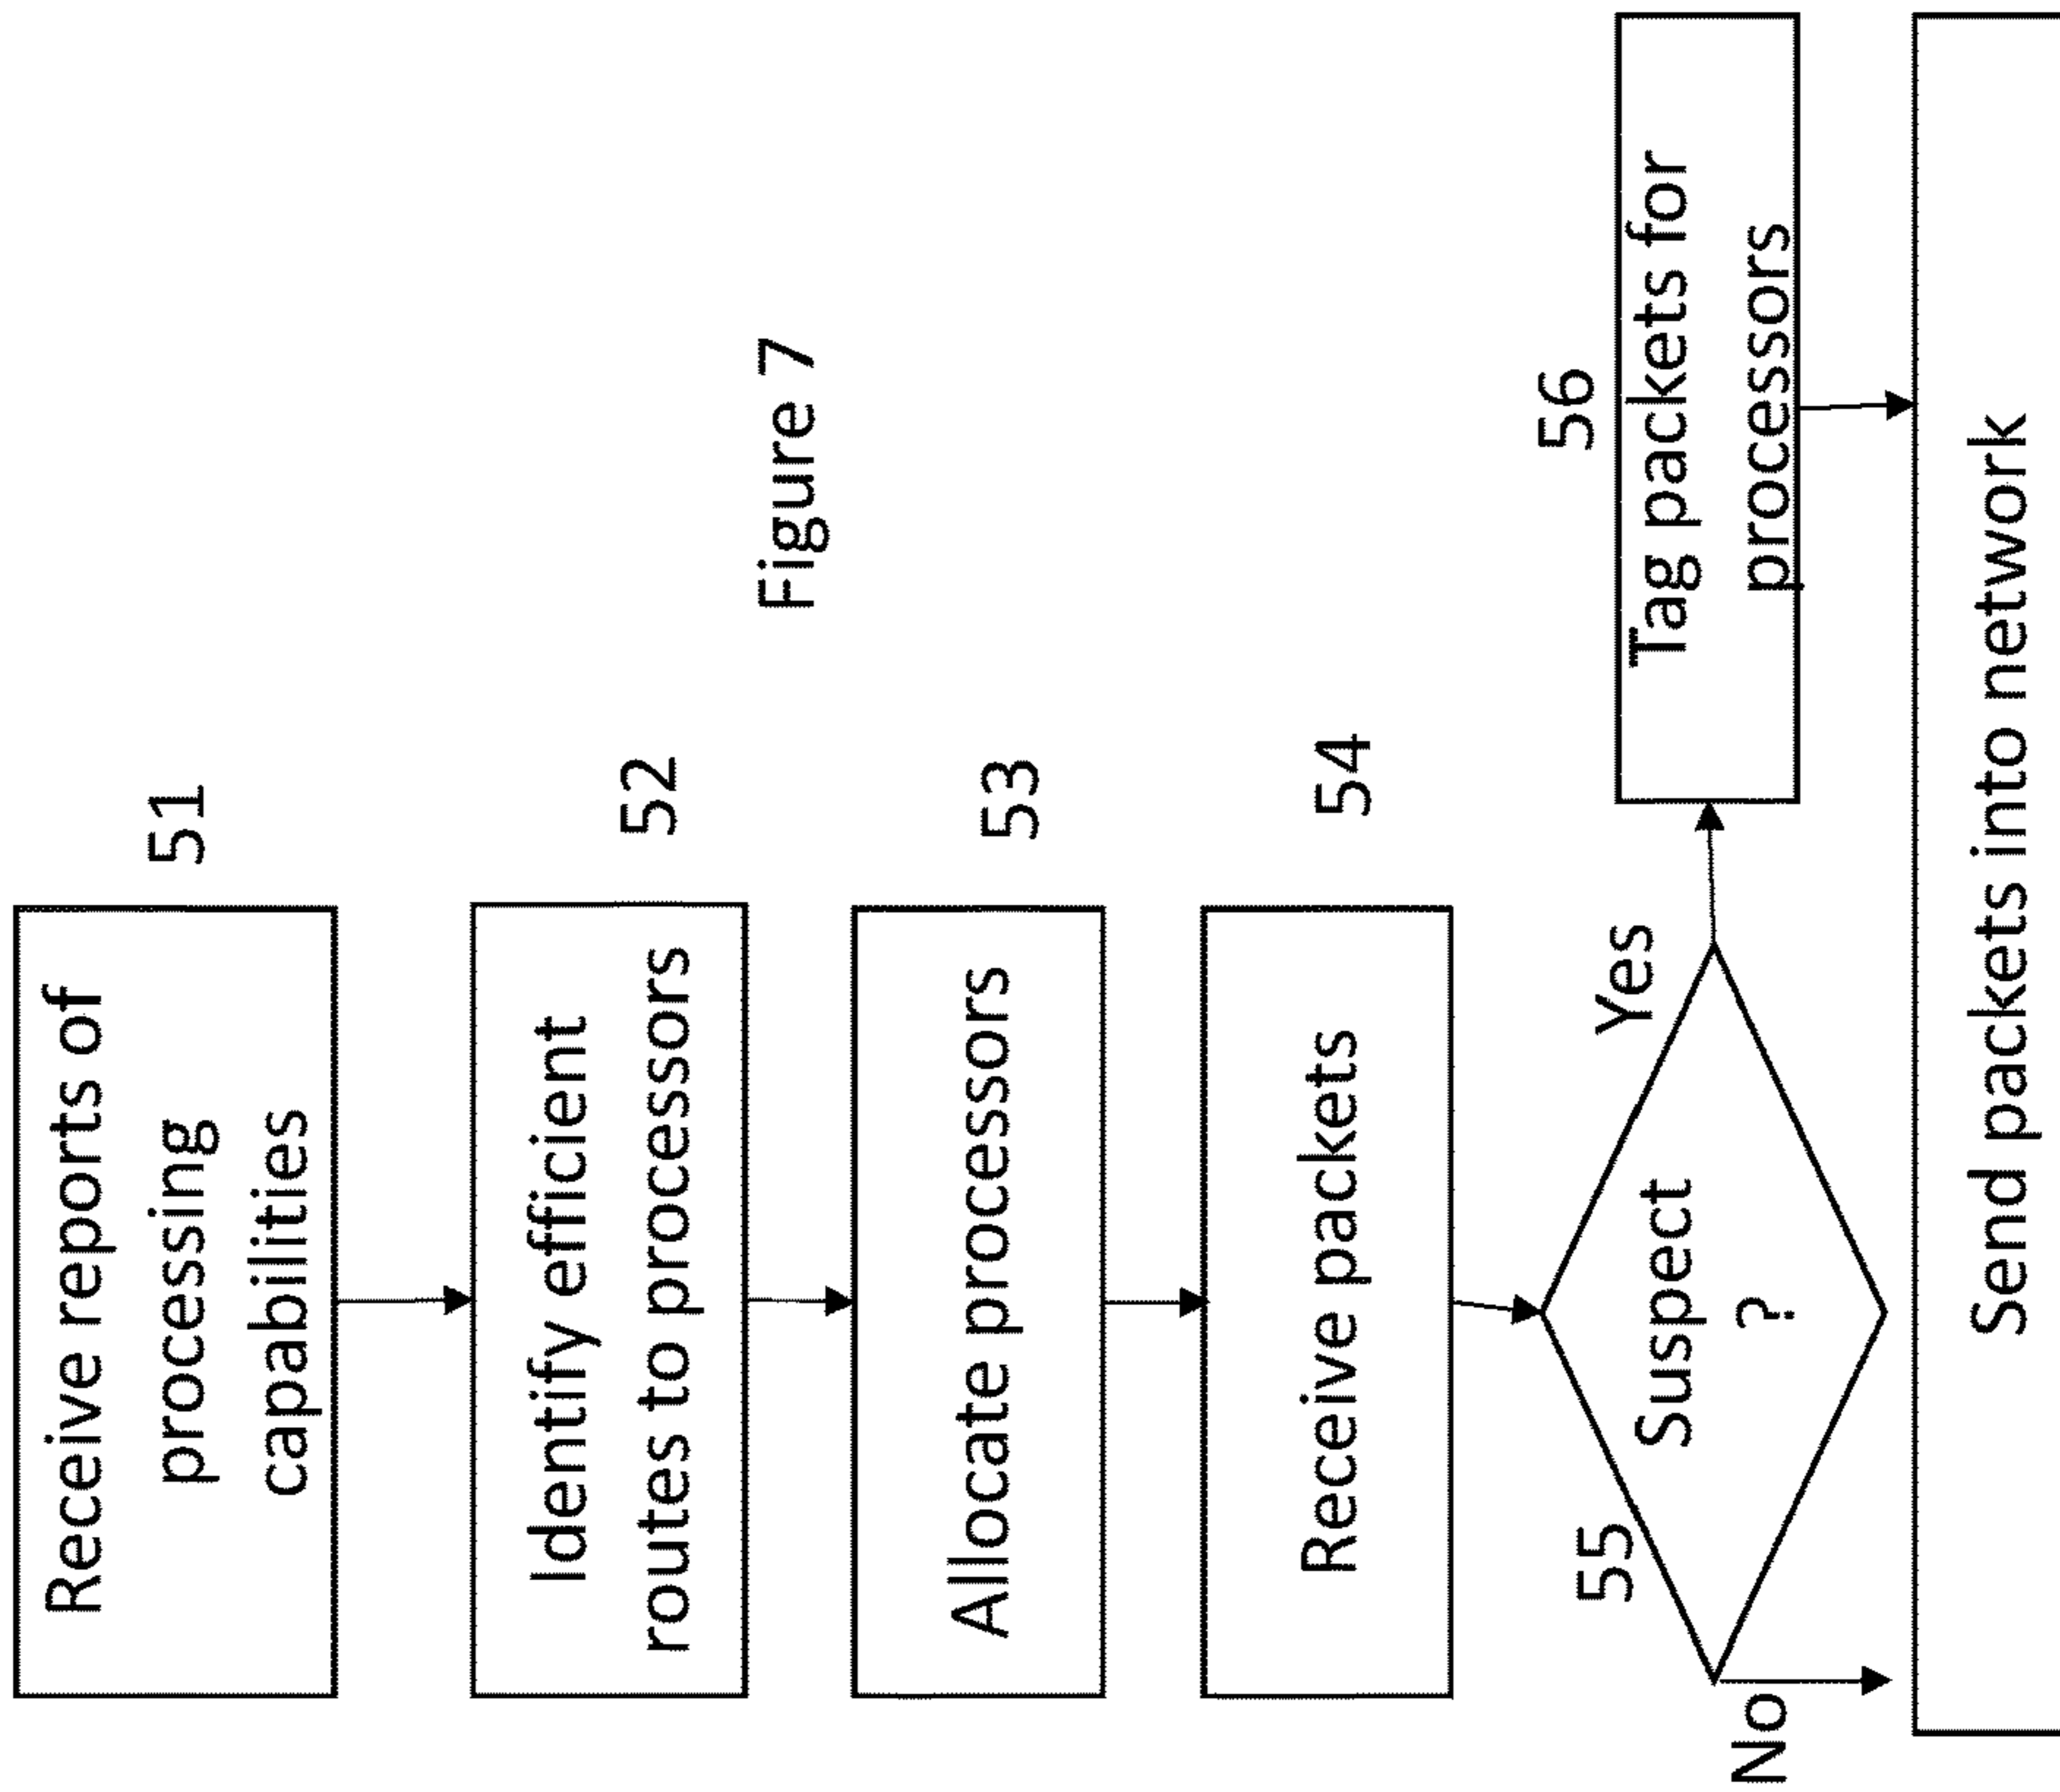 Receive reports of
processing
capabilities
51
Identify efficient
routes to processors
52
Figure 7
Allocate processors
53
Receive packets
54
55
Suspect
?
Yes
No
56
Tag packets for
processors
Send packets into network